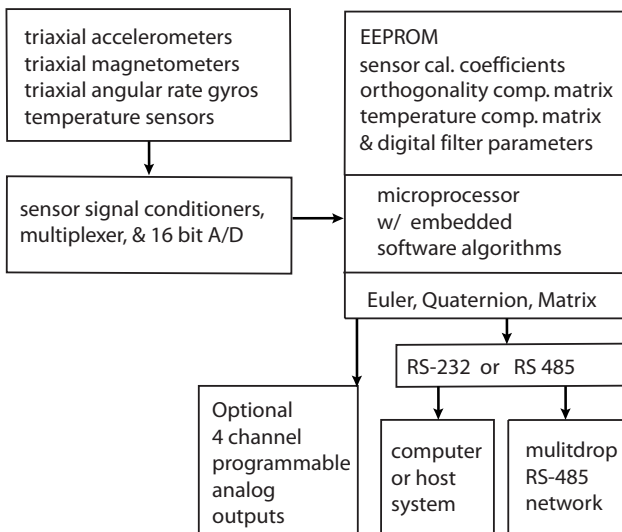 triaxial accelerometers
triaxial magnetometers
triaxial angular rate gyros
temperature sensors
sensor signal conditioners,
multiplexer, & 16 bit A/D
EEPROM
sensor cal. coefficients
orthogonality comp. matrix
temperature comp. matrix
& digital filter parameters
microprocessor
w/ embedded
software algorithms
Euler, Quaternion, Matrix
RS-232 or RS 485
Optional
4 channel
programmable
analog
outputs
computer
or host
system
mulitdrop
RS-485
network